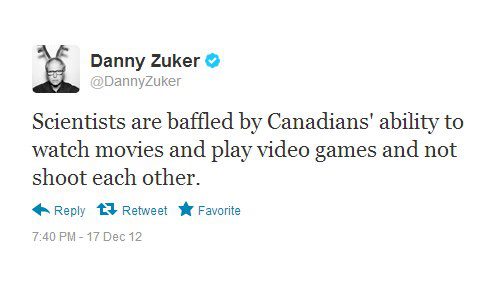 Danny Zuker
@DannyZuker
Scientists are baffled by Canadians' ability to
watch movies and play video games and not
shoot each other.
Reply Retweet Favorite
7:40 PM - 17 Dec 12